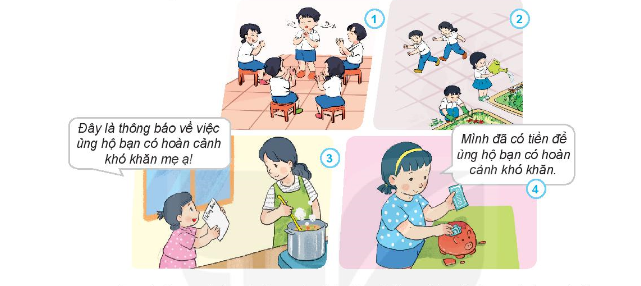 1
2
Đây là thông báo về việc
ủng hộ bạn có hoàn cảnh
khó khăn mẹ ạ!
3
Mình đã có tiền để
ủng hộ bạn có hoàn
cảnh khó khăn.
4